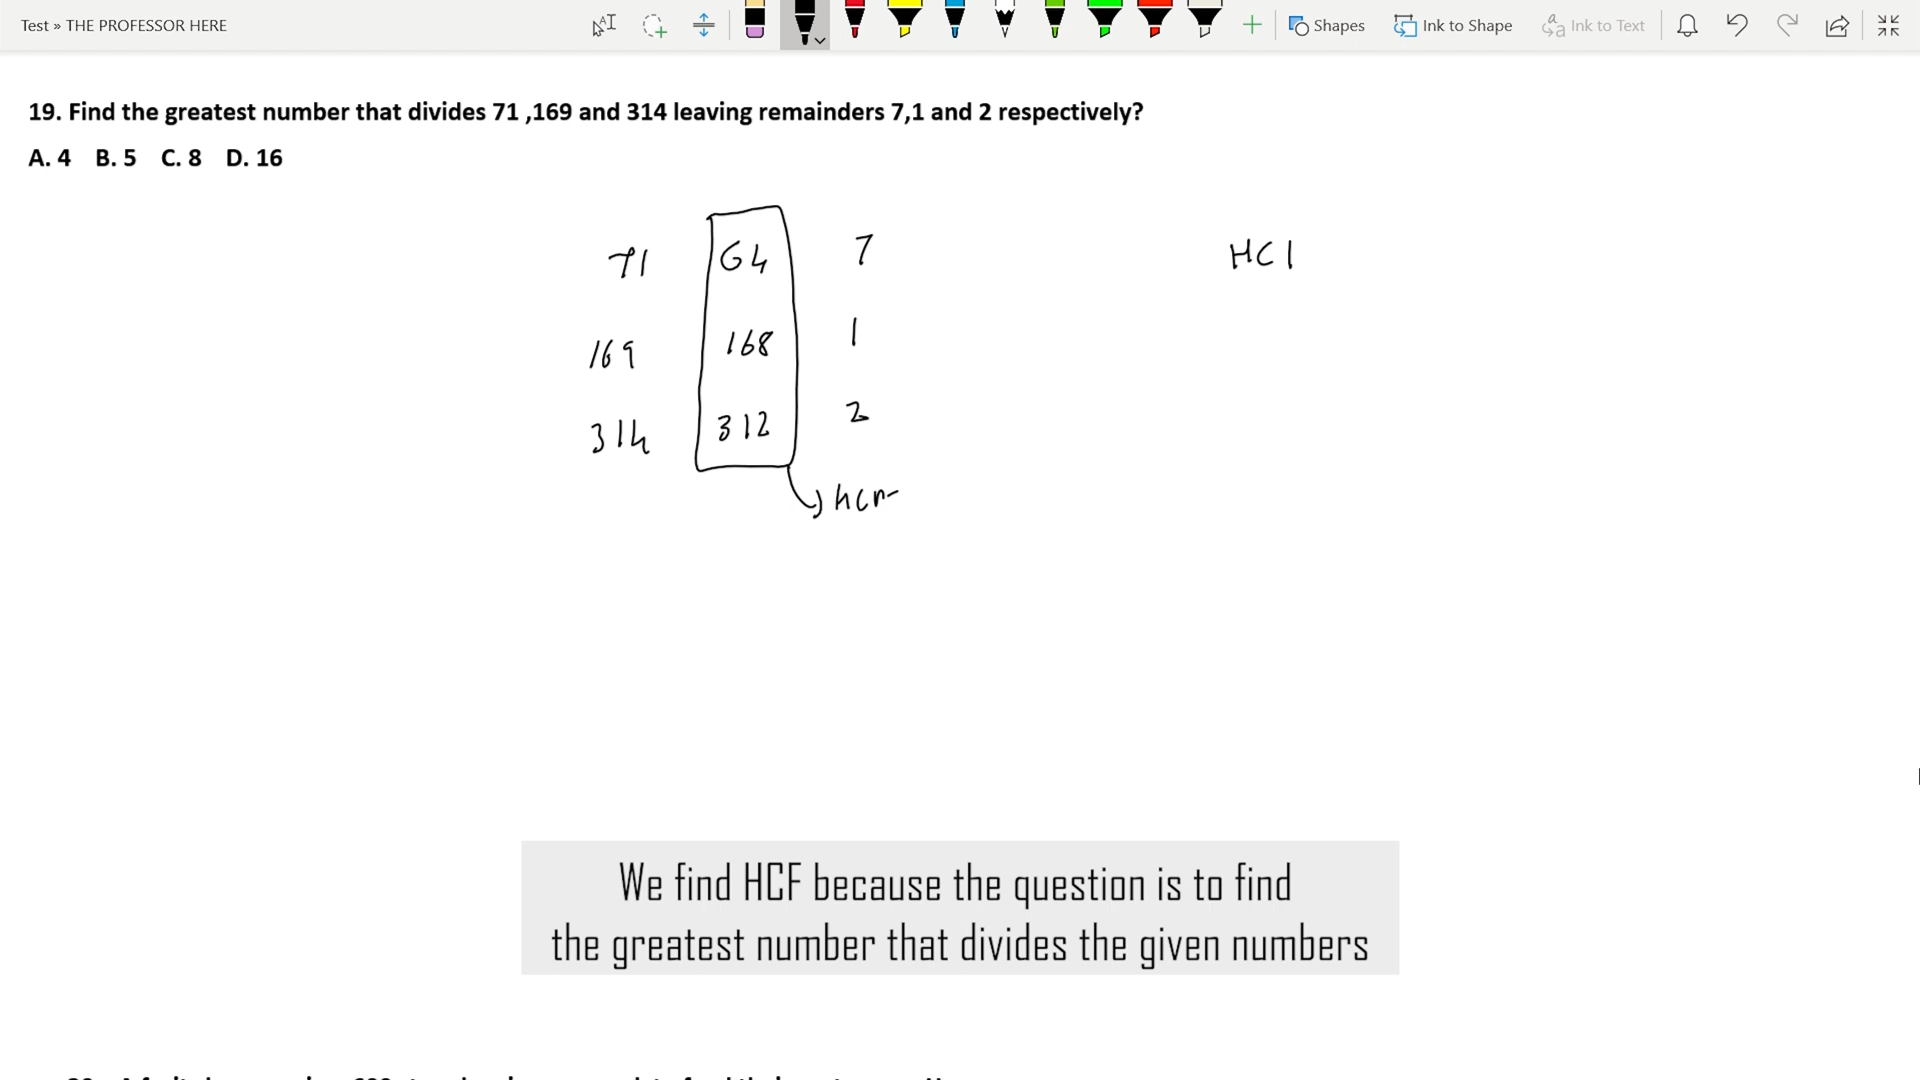 Test » THE PROFESSOR HERE
Shapes
Ink to Shape
Ink to Text
19. Find the greatest number that divides 71 ,169 and 314 leaving remainders 7,1 and 2 respectively?
A. 4 B. 5 C. 8 D. 16
71 64 7
HC
169 168 1
314 312 2
We find HCF because the question is to find
the greatest number that divides the given numbers